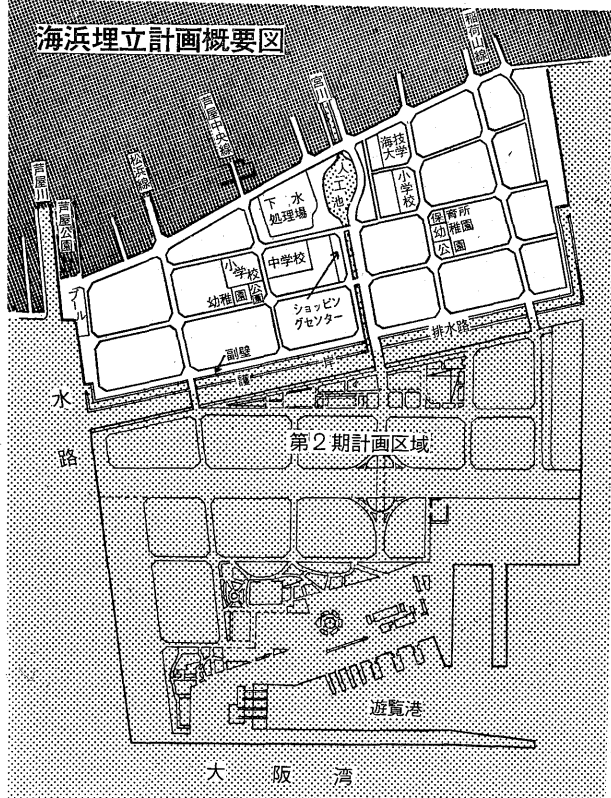 海浜埋立計画概要図
稲荷川線
宮川
芦屋中央線
松浜線
芦屋川
芦屋公園
プール
海技大学
人工池
小学校
下水
処理場
保育所
幼稚園
公園
小学校
中学校
幼稚園
公園
ショッピン
グセンター
排水路
副壁
護岸
水路
第2期計画区域
遊覧港
大阪湾